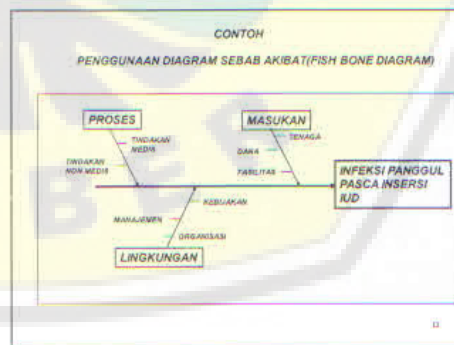 CONTOH
PENGGUNAAN DIAGRAM SEBAB AKIBAT(FISH BONE DIAGRAM)
PROSES
MASUKAN
TINDAKAN
MEDIS
TENAGA
DANA
TINDAKAN
NON MEDIS
FASILITAS
INFEKSI PANGGUL
PASCA INSERSI
IUD
KEBIJAKAN
MANAJEMEN
ORGANISASI
LINGKUNGAN